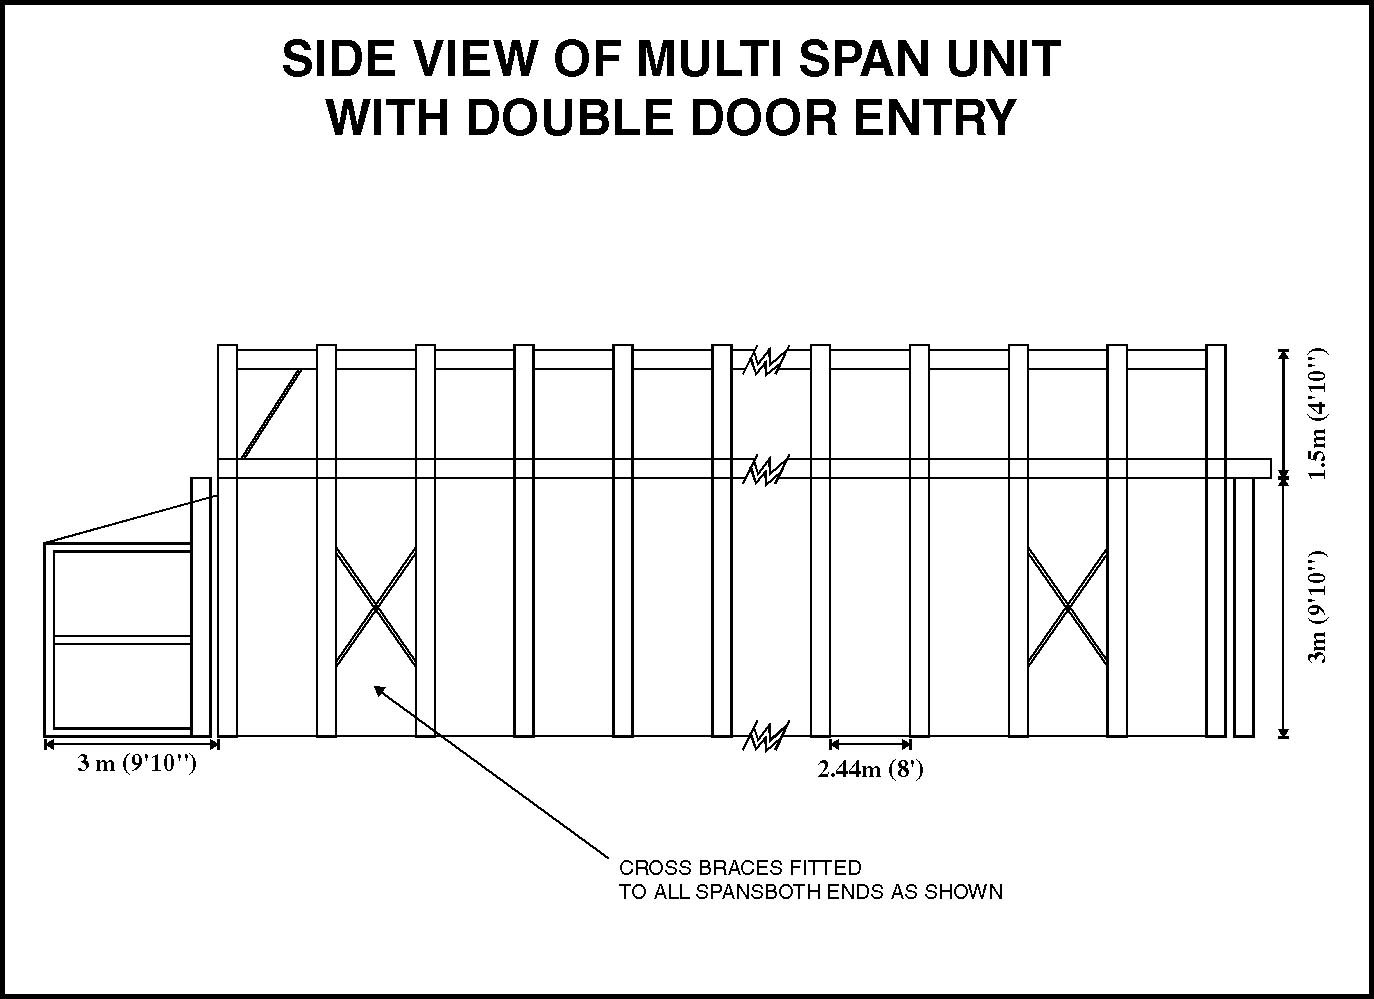 SIDE VIEW OF MULTI SPAN UNIT
WITH DOUBLE DOOR ENTRY
1.5m (4'10'')
3m (9'10'')
3 m (9'10'')
2.44m (8')
CROSS BRACES FITTED
TO ALL SPANSBOTH ENDS AS SHOWN